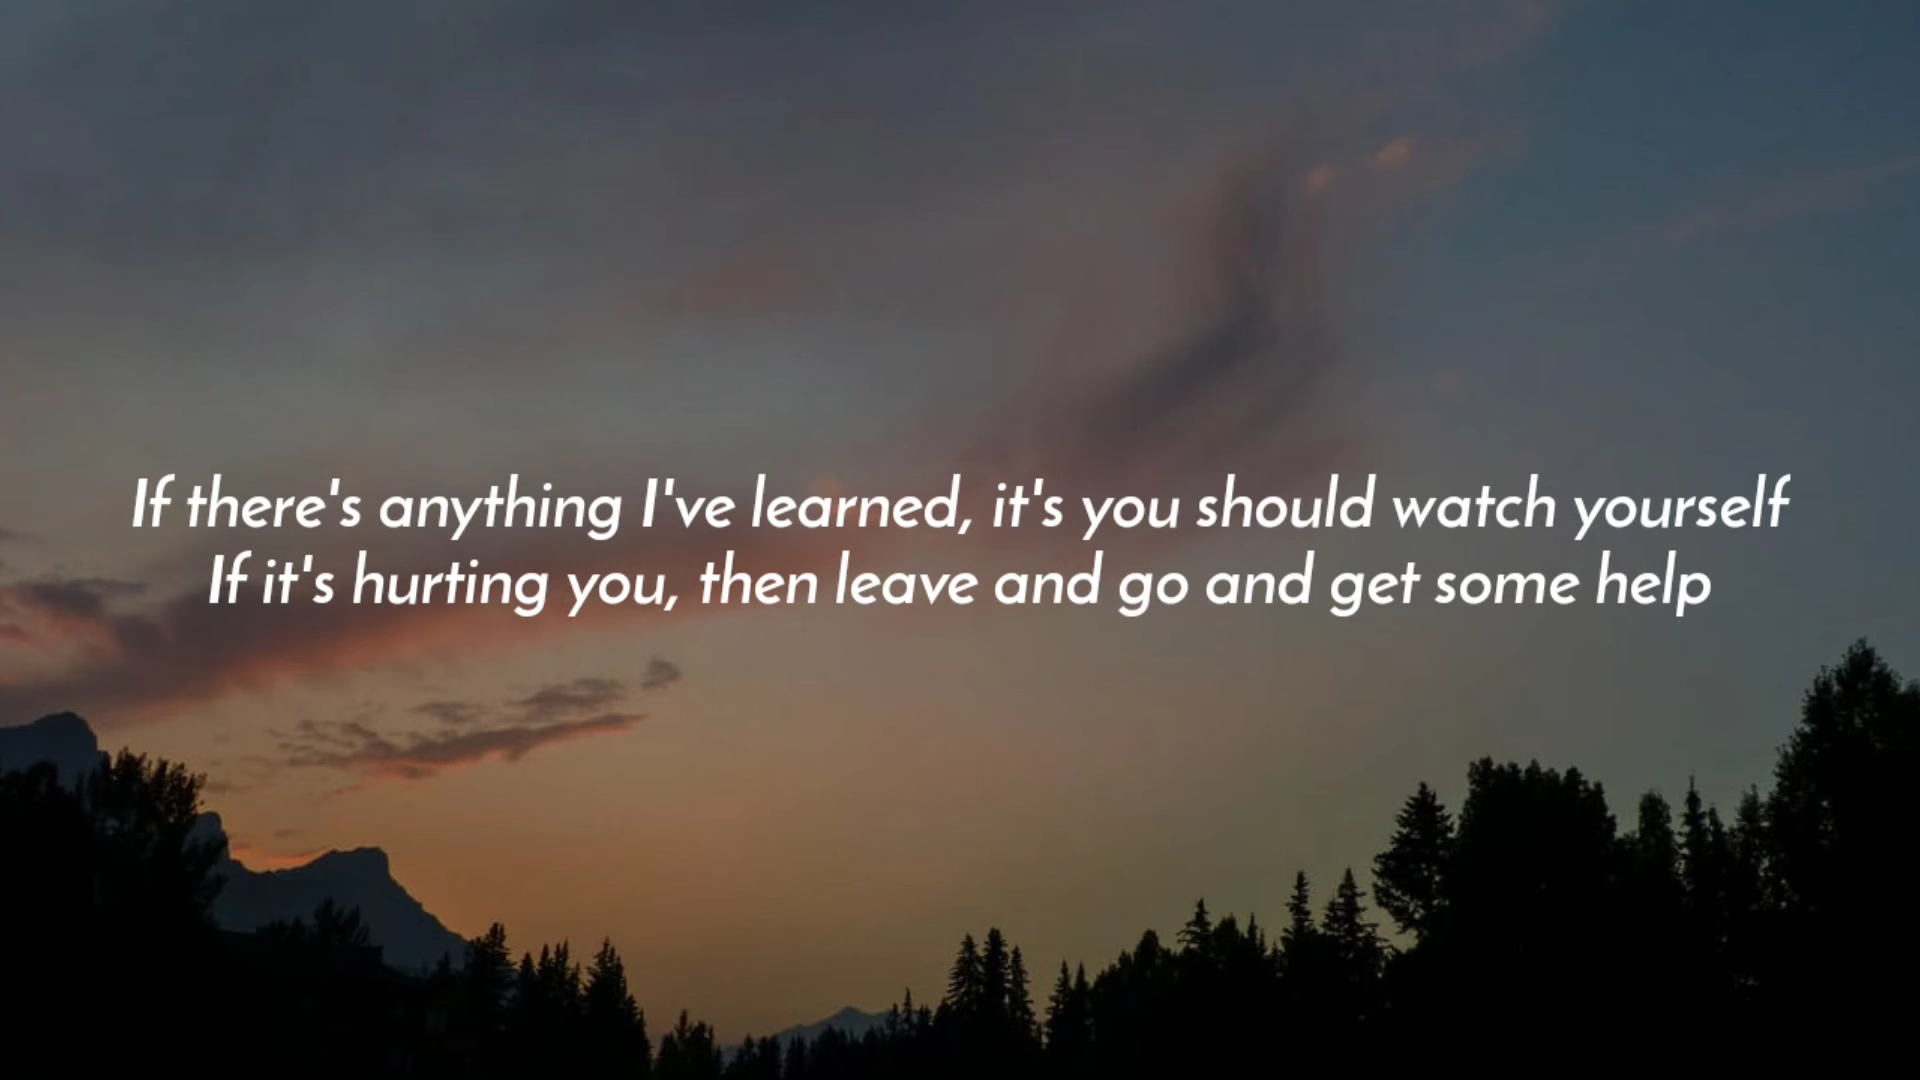 If there's anything I've learned, it's you should watch yourself
If it's hurting you, then leave and go and get some help